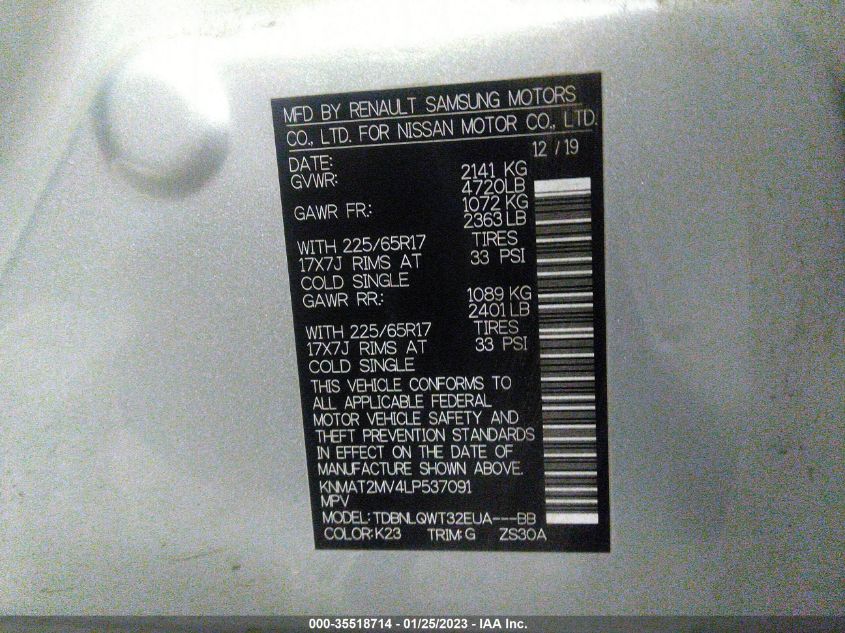 MFD BY RENAULT SAMSUNG MOTORS
CO., LTD. FOR NISSAN MOTOR CO., LTD.
DATE: 12 / 19
GVWR: 2141 KG
4720LB
GAWR FR.: 1072 KG
2363 LB
WITH 225/65R17 TIRES
17X7J RIMS AT 33 PSI
COLD SINGLE
GAWR RR.: 1089 KG
2401 LB
WITH 225/65R17 TIRES
17X7J RIMS AT 33 PSI
COLD SINGLE
THIS VEHICLE CONFORMS TO
ALL APPLICABLE FEDERAL
MOTOR VEHICLE SAFETY AND
THEFT PREVENTION STANDARDS
IN EFFECT ON THE DATE OF
MANUFACTURE SHOWN ABOVE.
KNMAT2MV4LP537091
MPV
MODEL: TDBNLQWT32EUA---BB
COLOR: K23 TRIM: G ZS30A
000-35518714 - 01/25/2023 - IAA Inc.